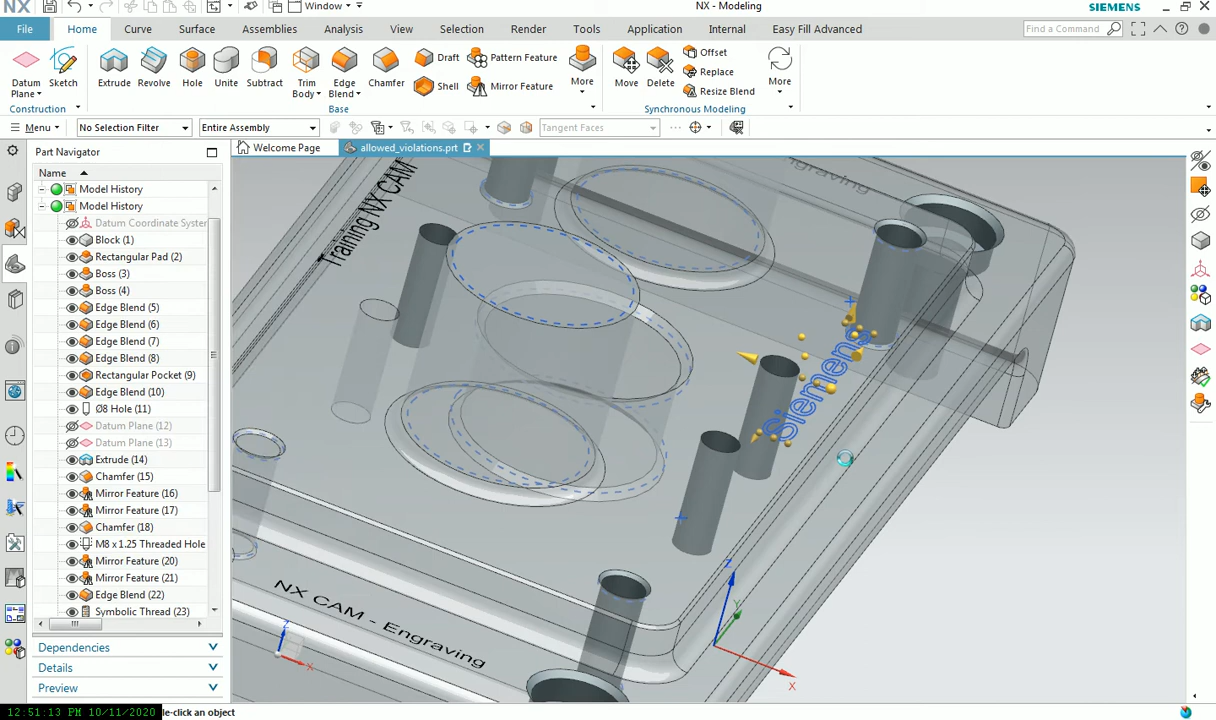 NX
Window
NX - Modeling
SIEMENS
File
Home
Curve
Surface
Assemblies
Analysis
View
Selection
Render
Tools
Application
Internal
Easy Fill Advanced
Find a Command
Datum
Plane
Sketch
Extrude
Revolve
Hole
Unite
Subtract
Trim
Body
Edge
Blend
Chamfer
Draft
Shell
Pattern Feature
Mirror Feature
More
Move
Delete
Offset
Replace
Resize Blend
More
Construction
Base
Synchronous Modeling
Menu
No Selection Filter
Entire Assembly
Tangent Faces
Part Navigator
Welcome Page
allowed_violations.prt
Name
Model History
Model History
Datum Coordinate Syster
Block (1)
Rectangular Pad (2)
Boss (3)
Boss (4)
Edge Blend (5)
Edge Blend (6)
Edge Blend (7)
Edge Blend (8)
Rectangular Pocket (9)
Edge Blend (10)
Ø8 Hole (11)
Datum Plane (12)
Datum Plane (13)
Extrude (14)
Chamfer (15)
Mirror Feature (16)
Mirror Feature (17)
Chamfer (18)
M8 x 1.25 Threaded Hole
Mirror Feature (20)
Mirror Feature (21)
Edge Blend (22)
Symbolic Thread (23)
Dependencies
Details
Preview
Training NX CAM
Engraving
Siemens
NX CAM - Engraving
Z
X
Z
Y
X
12:51:13 PM 10/11/2020
le-click an object